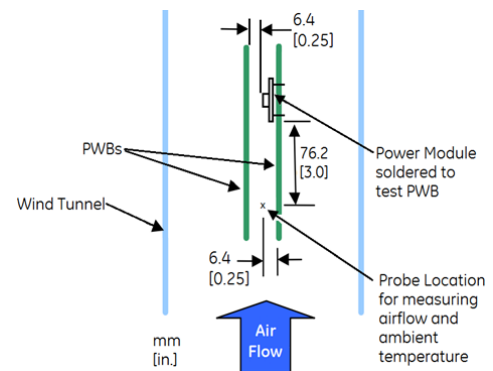 6.4
[0.25]
PWBs
76.2
[3.0]
Power Module
soldered to
test PWB
Wind Tunnel
x
6.4
[0.25]
Probe Location
for measuring
airflow and
ambient
temperature
mm
[in.]
Air
Flow